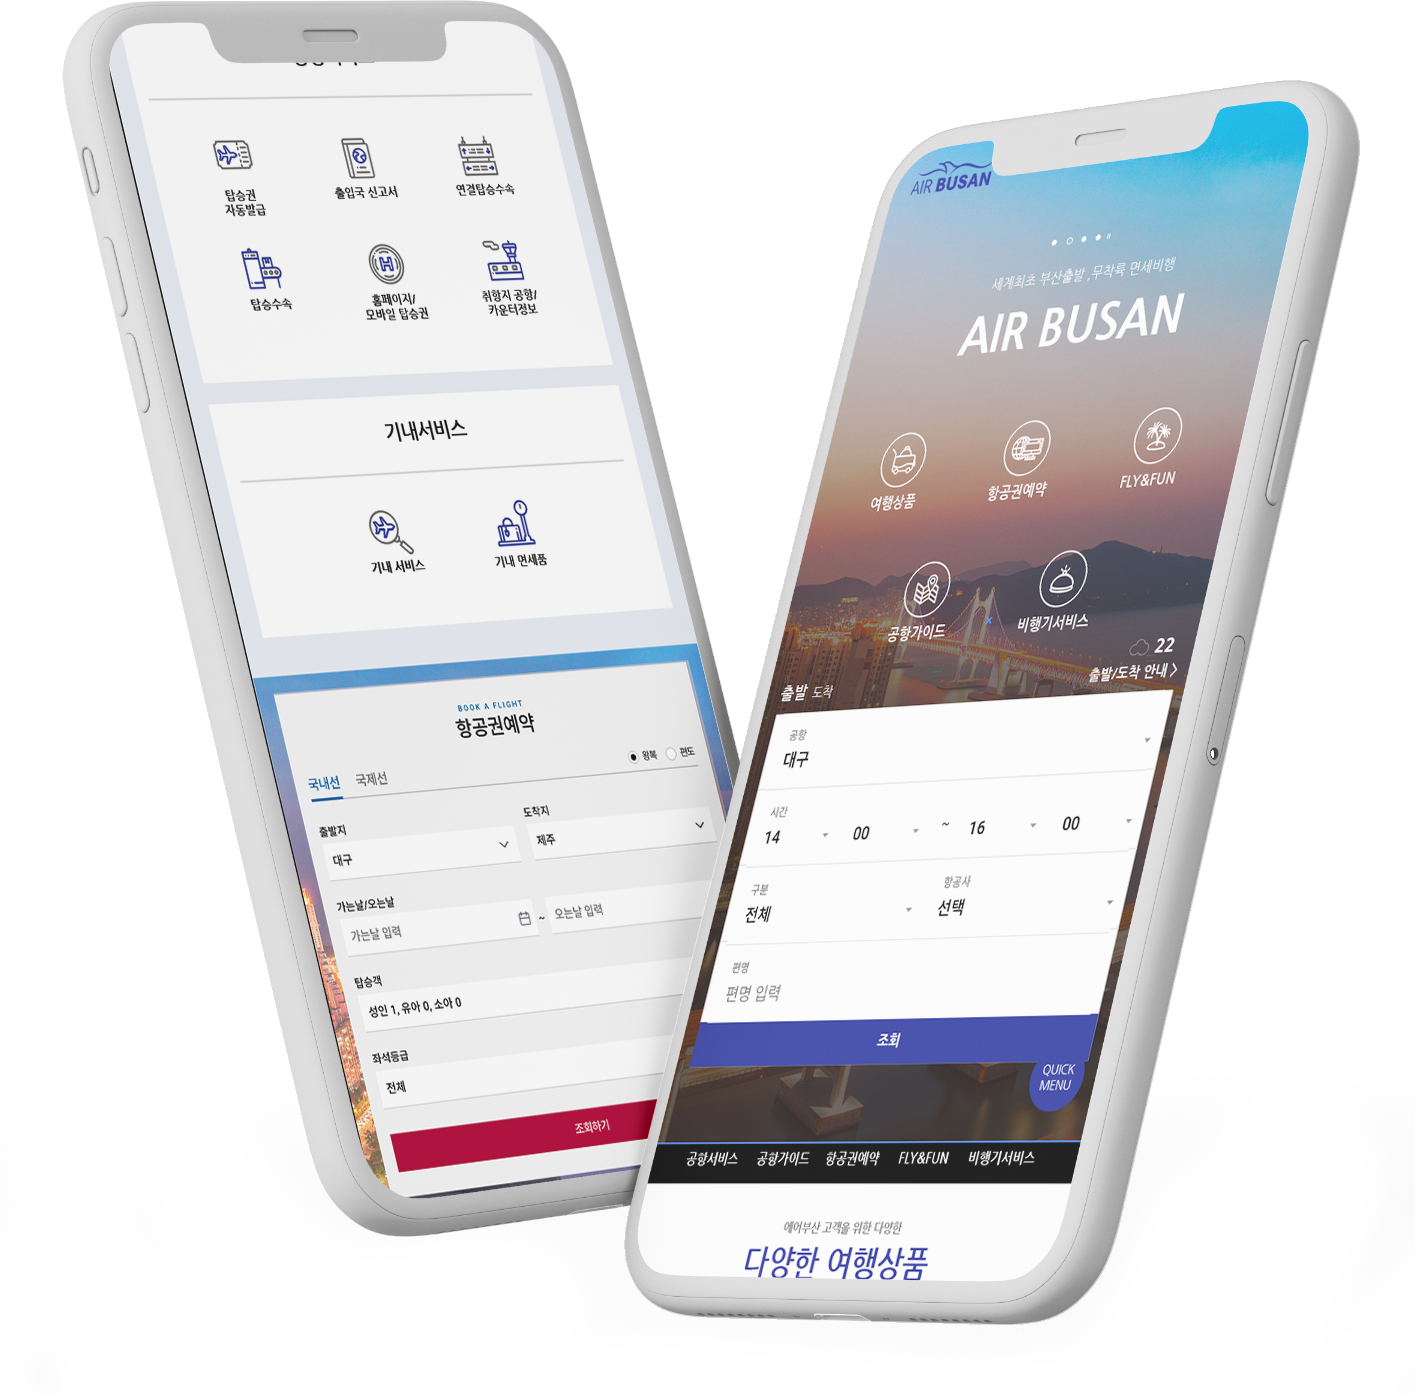 탑승권
자동발급
출입국 신고서
연결탑승수속
탑승수속
홈페이지/
모바일 탑승권
취항지 공항/
카운터정보
기내서비스
기내 서비스
기내 면세품
BOOK A FLIGHT
항공권예약
왕복 편도
국내선 국제선
출발지
도착지
대구
제주
가는날/오는날
가는날 입력 ~ 오는날 입력
탑승객
성인 1, 유아 0, 소아 0
좌석등급
전체
조회하기
AIR BUSAN
세계최초 부산출발 ,무착륙 면세비행
AIR BUSAN
여행상품
항공권예약
FLY&FUN
공항가이드
비행기서비스
22
출발/도착 안내 >
출발 도착
공항
대구
시간
14 00 ~ 16 00
구분
항공사
전체
선택
편명
편명 입력
조회
QUICK
MENU
공항서비스 공항가이드 항공권예약 FLY&FUN 비행기서비스
에어부산 고객을 위한 다양한
다양한 여행상품